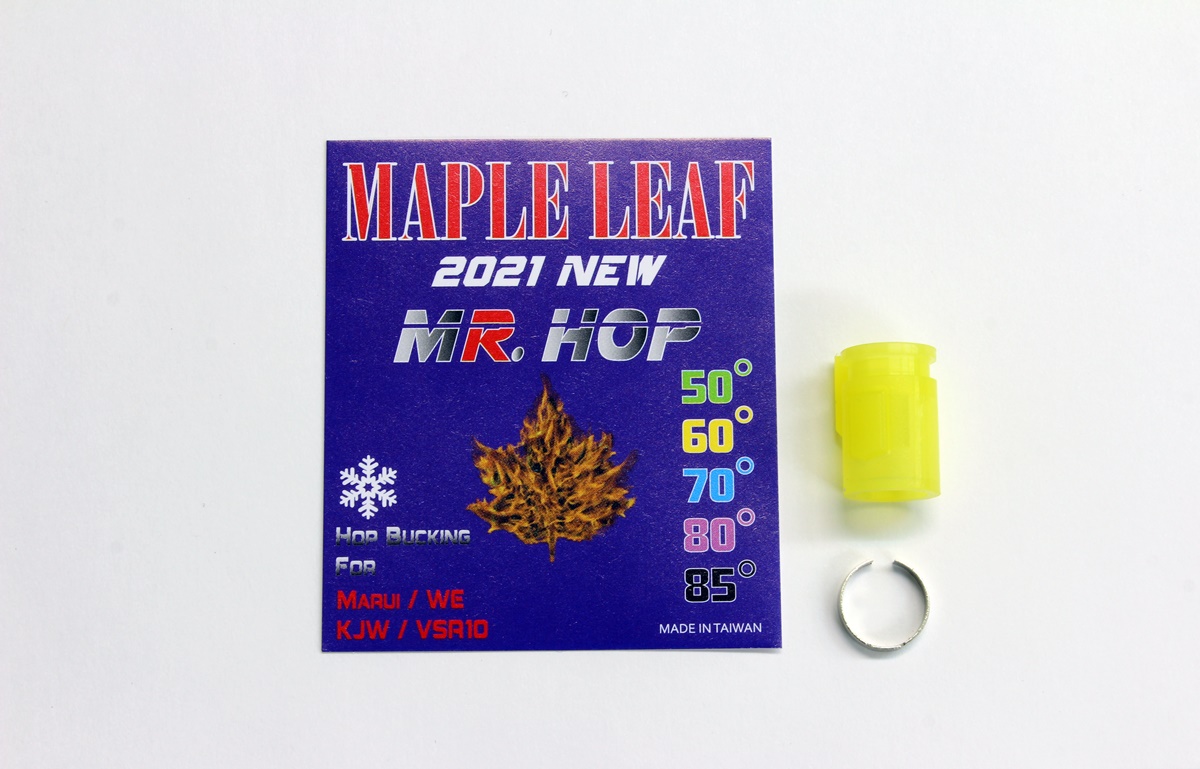 MAPLE LEAF
2021 NEW
MR. HOP
50°
60°
70°
80°
85°
HOP BUCKING
FOR
MARUI / WE
KJW / VSR10
MADE IN TAIWAN